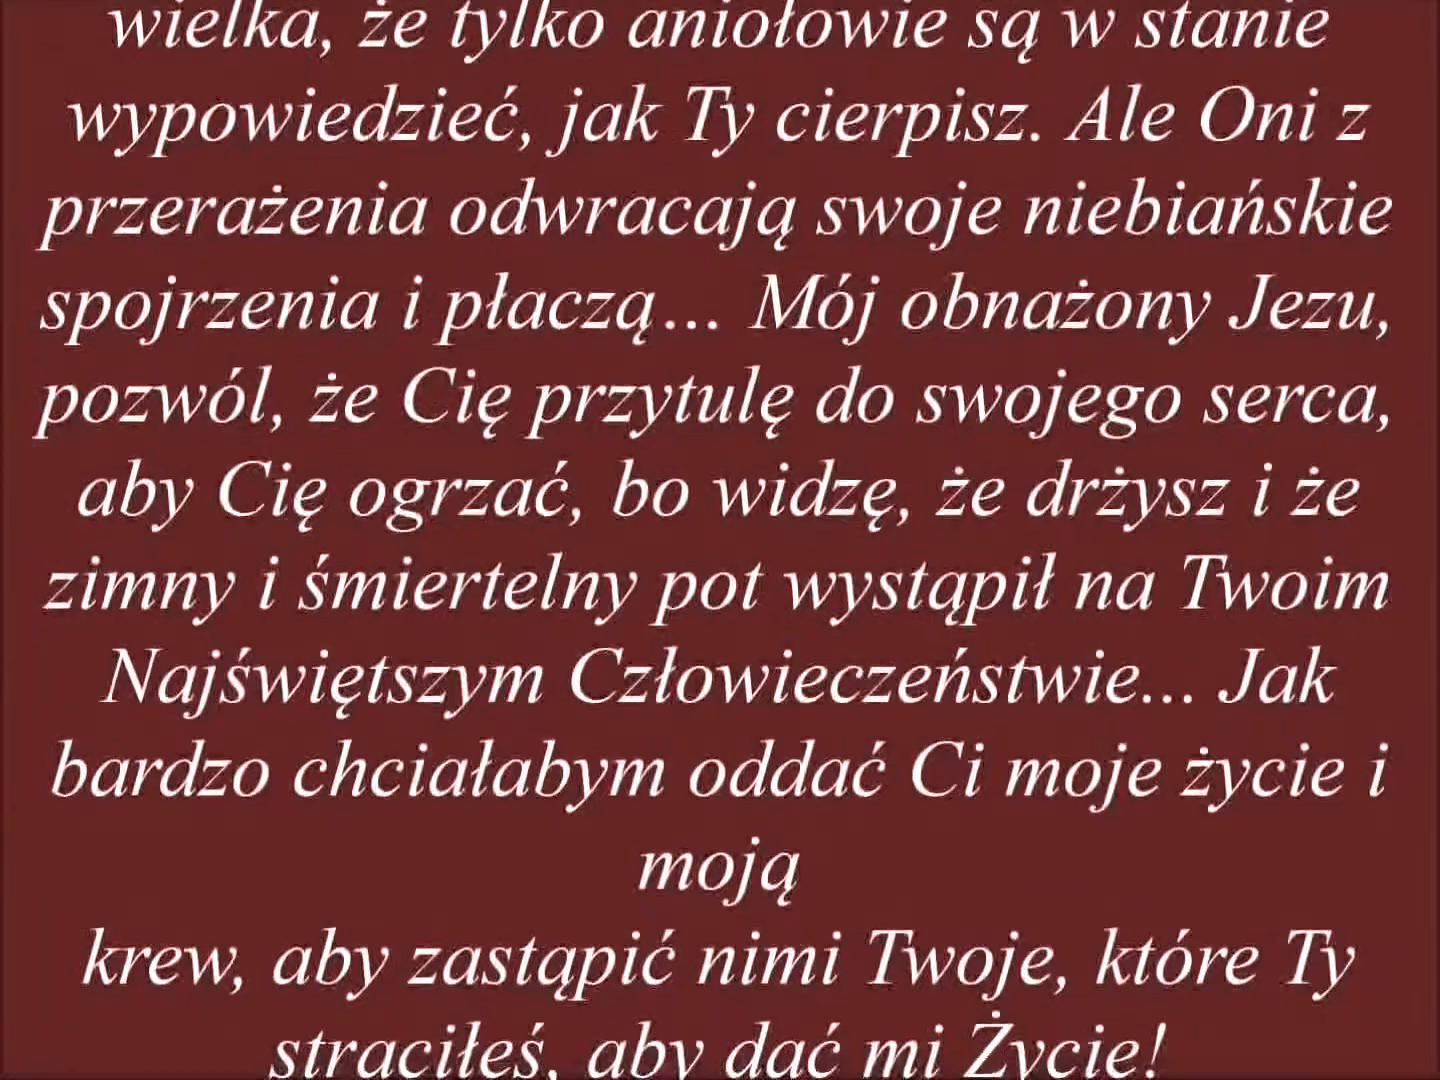 wielka, że tylko aniołowie są w stanie
wypowiedzieć, jak Ty cierpisz. Ale Oni z
przerażenia odwracają swoje niebiańskie
spojrzenia i płaczą… Mój obnażony Jezu,
pozwól, że Cię przytulę do swojego serca,
aby Cię ogrzać, bo widzę, że drżysz i że
zimny i śmiertelny pot wystąpił na Twoim
Najświętszym Człowieczeństwie... Jak
bardzo chciałabym oddać Ci moje życie i
moją
krew, aby zastąpić nimi Twoje, które Ty
straciłeś, aby dać mi Życie!